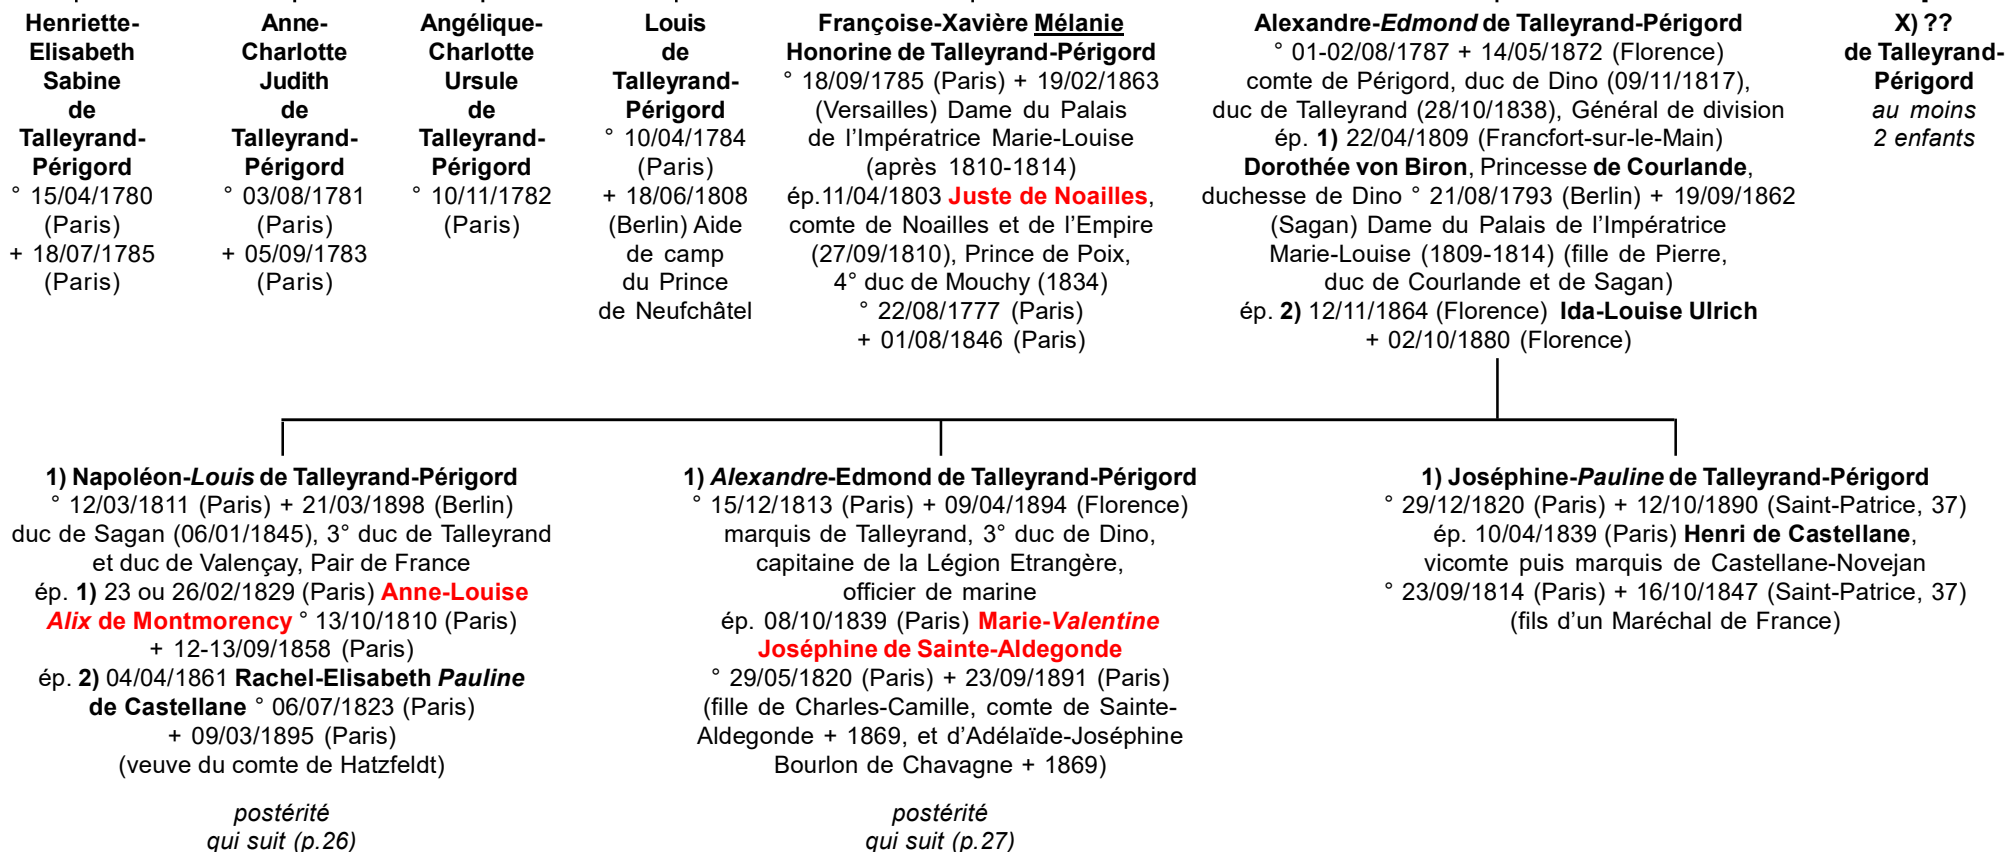 Henriette-
Elisabeth
Sabine
de
Talleyrand-
Périgord
° 15/04/1780
(Paris)
+ 18/07/1785
(Paris)
Anne-
Charlotte
Judith
de
Talleyrand-
Périgord
° 03/08/1781
(Paris)
+ 05/09/1783
(Paris)
Angélique-
Charlotte
Ursule
de
Talleyrand-
Périgord
° 10/11/1782
(Paris)
Louis
de
Talleyrand-
Périgord
° 10/04/1784
(Paris)
+ 18/06/1808
(Berlin) Aide
de camp
du Prince
de Neufchâtel
Françoise-Xavière Mélanie
Honorine de Talleyrand-Périgord
° 18/09/1785 (Paris) + 19/02/1863
(Versailles) Dame du Palais
de l’Impératrice Marie-Louise
(après 1810-1814)
ép.11/04/1803 Juste de Noailles,
comte de Noailles et de l’Empire
(27/09/1810), Prince de Poix,
4° duc de Mouchy (1834)
° 22/08/1777 (Paris)
+ 01/08/1846 (Paris)
Alexandre-Edmond de Talleyrand-Périgord
° 01-02/08/1787 + 14/05/1872 (Florence)
comte de Périgord, duc de Dino (09/11/1817),
duc de Talleyrand (28/10/1838), Général de division
ép. 1) 22/04/1809 (Francfort-sur-le-Main)
Dorothée von Biron, Princesse de Courlande,
duchesse de Dino ° 21/08/1793 (Berlin) + 19/09/1862
(Sagan) Dame du Palais de l’Impératrice
Marie-Louise (1809-1814) (fille de Pierre,
duc de Courlande et de Sagan)
ép. 2) 12/11/1864 (Florence) Ida-Louise Ulrich
+ 02/10/1880 (Florence)
X) ??
de Talleyrand-
Périgord
au moins
2 enfants
1) Napoléon-Louis de Talleyrand-Périgord
° 12/03/1811 (Paris) + 21/03/1898 (Berlin)
duc de Sagan (06/01/1845), 3° duc de Talleyrand
et duc de Valençay, Pair de France
ép. 1) 23 ou 26/02/1829 (Paris) Anne-Louise
Alix de Montmorency ° 13/10/1810 (Paris)
+ 12-13/09/1858 (Paris)
ép. 2) 04/04/1861 Rachel-Elisabeth Pauline
de Castellane ° 06/07/1823 (Paris)
+ 09/03/1895 (Paris)
(veuve du comte de Hatzfeldt)
postérité
qui suit (p.26)
1) Alexandre-Edmond de Talleyrand-Périgord
° 15/12/1813 (Paris) + 09/04/1894 (Florence)
marquis de Talleyrand, 3° duc de Dino,
capitaine de la Légion Etrangère,
officier de marine
ép. 08/10/1839 (Paris) Marie-Valentine
Joséphine de Sainte-Aldegonde
° 29/05/1820 (Paris) + 23/09/1891 (Paris)
(fille de Charles-Camille, comte de Sainte-
Aldegonde + 1869, et d’Adélaïde-Joséphine
Bourlon de Chavagne + 1869)
postérité
qui suit (p.27)
1) Joséphine-Pauline de Talleyrand-Périgord
° 29/12/1820 (Paris) + 12/10/1890 (Saint-Patrice, 37)
ép. 10/04/1839 (Paris) Henri de Castellane,
vicomte puis marquis de Castellane-Novejan
° 23/09/1814 (Paris) + 16/10/1847 (Saint-Patrice, 37)
(fils d’un Maréchal de France)